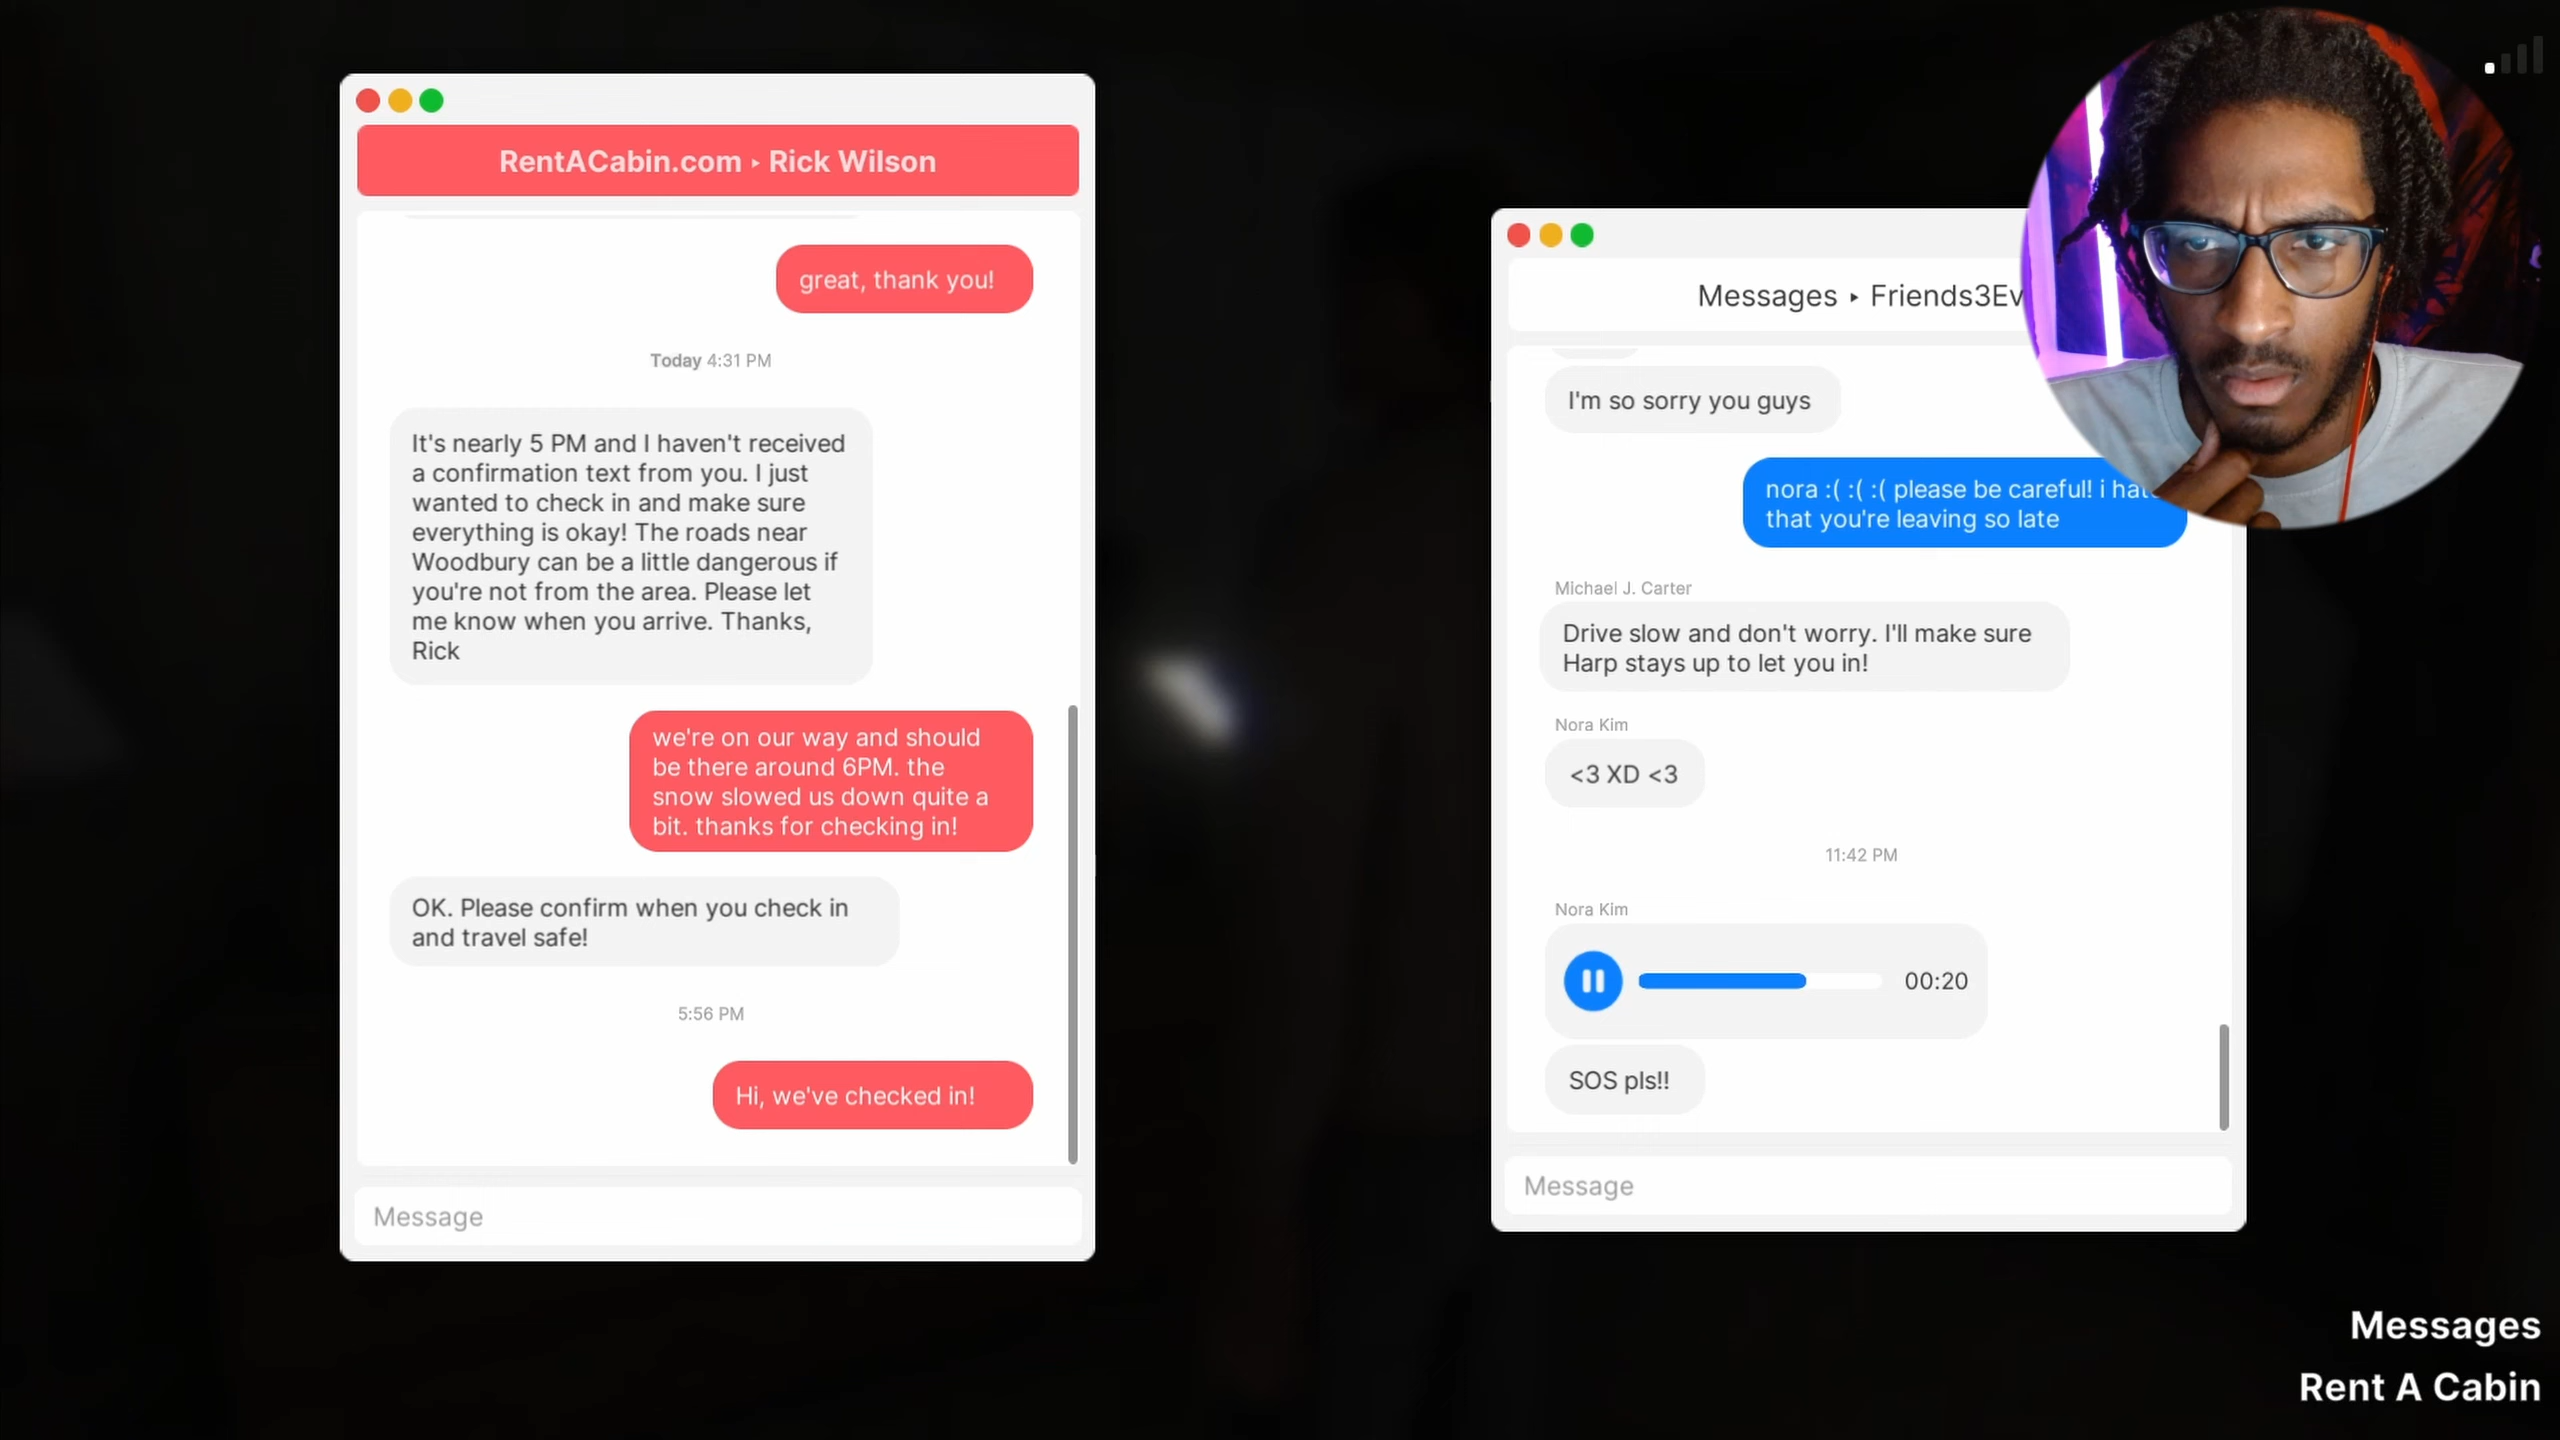 RentACabin.com ‣ Rick Wilson
great, thank you!
Today 4:31 PM
It's nearly 5 PM and I haven't received
a confirmation text from you. I just
wanted to check in and make sure
everything is okay! The roads near
Woodbury can be a little dangerous if
you're not from the area. Please let
me know when you arrive. Thanks,
Rick
we're on our way and should
be there around 6PM. the
snow slowed us down quite a
bit. thanks for checking in!
OK. Please confirm when you check in
and travel safe!
5:56 PM
Hi, we've checked in!
Message
Messages ‣ Friends3Ev
I'm so sorry you guys
nora :( :( :( please be careful! i hate
that you're leaving so late
Michael J. Carter
Drive slow and don't worry. I'll make sure
Harp stays up to let you in!
Nora Kim
<3 XD <3
11:42 PM
Nora Kim
00:20
SOS pls!!
Message
Messages
Rent A Cabin